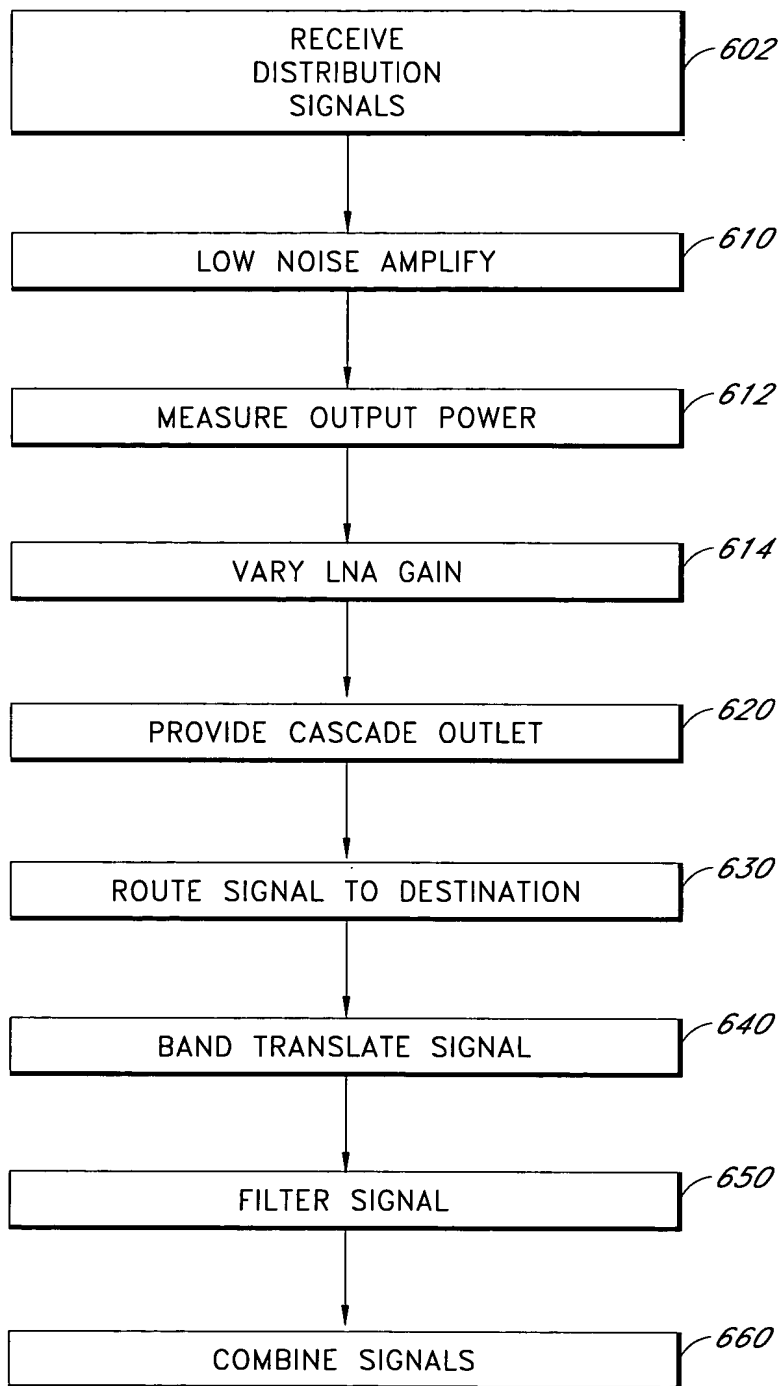 RECEIVE
DISTRIBUTION
SIGNALS
602
LOW NOISE AMPLIFY
610
MEASURE OUTPUT POWER
612
VARY LNA GAIN
614
PROVIDE CASCADE OUTLET
620
ROUTE SIGNAL TO DESTINATION
630
BAND TRANSLATE SIGNAL
640
FILTER SIGNAL
650
COMBINE SIGNALS
660